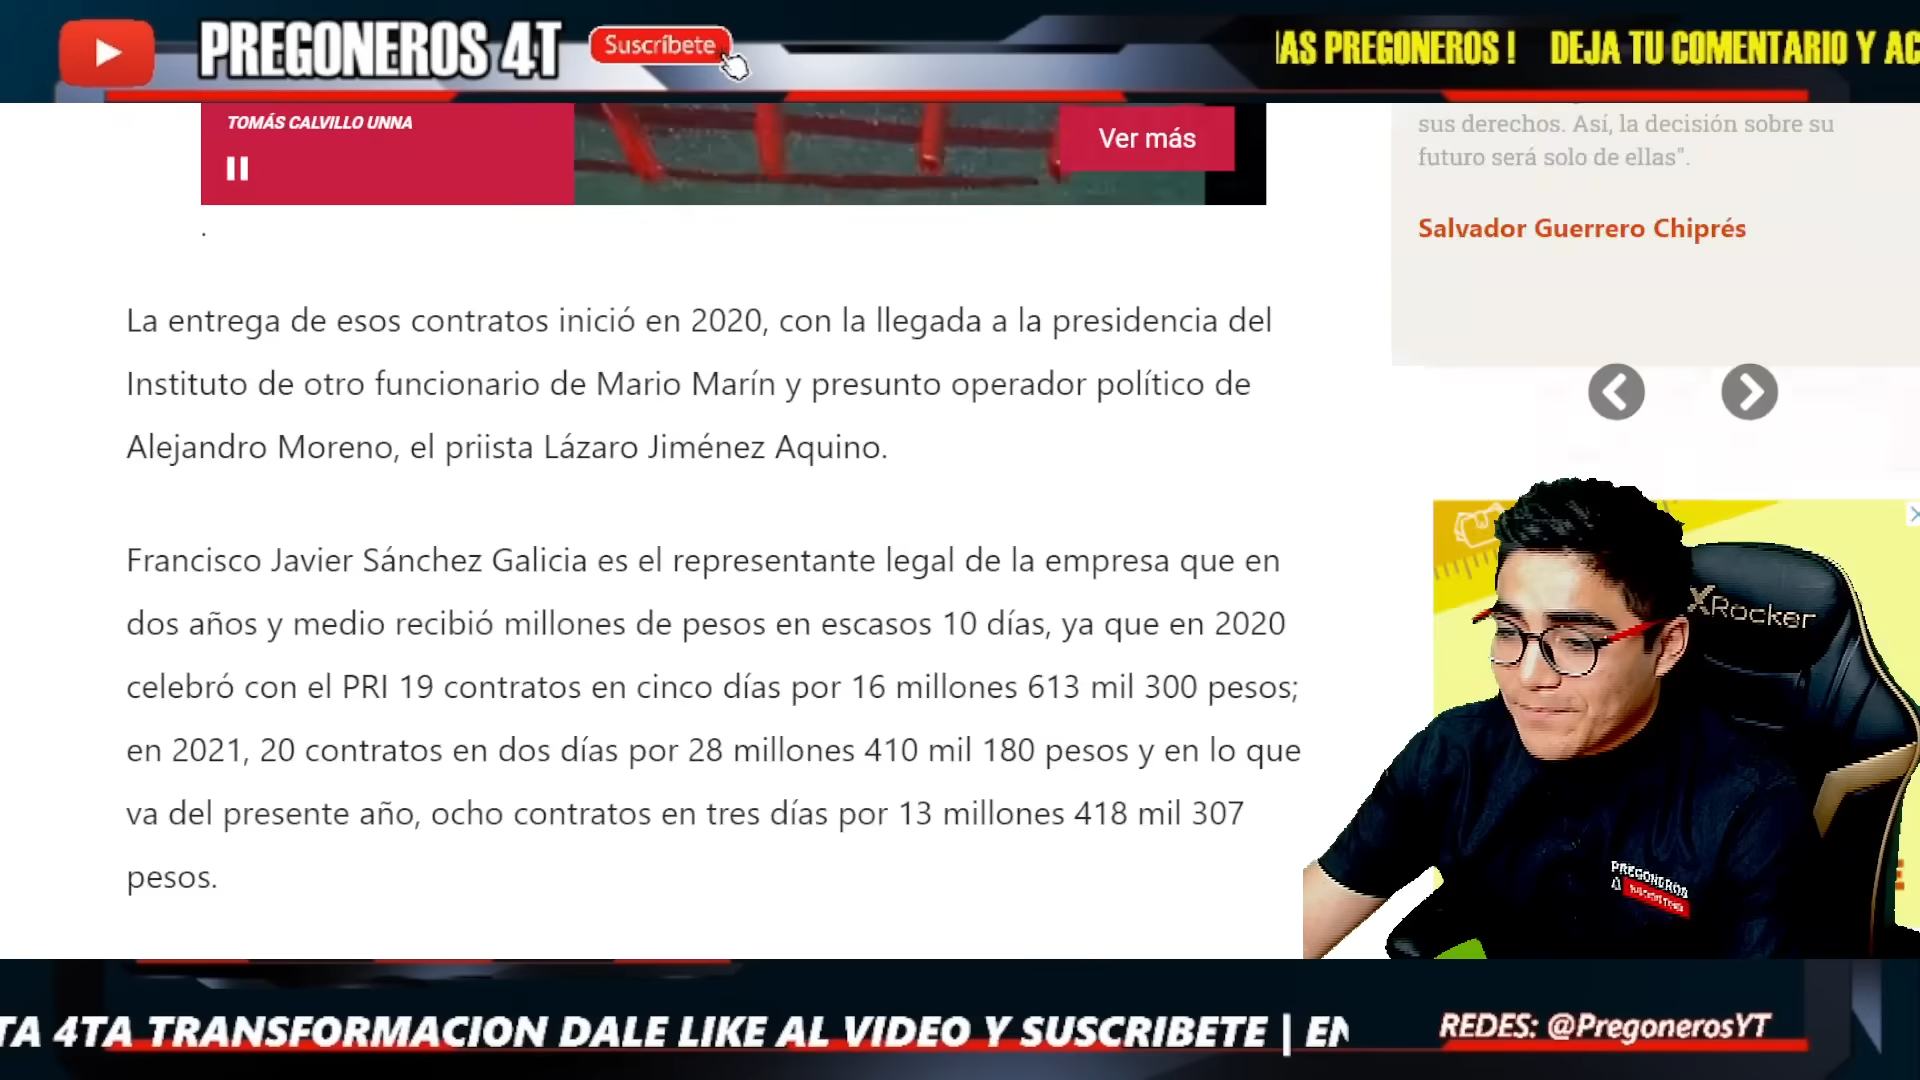 PREGONEROS 4T
Suscríbete
AS PREGONEROS ! DEJA TU COMENTARIO Y AC
TOMÁS CALVILLO UNNA
Ver más
sus derechos. Así, la decisión sobre su
futuro será solo de ellas".
Salvador Guerrero Chiprés
.
La entrega de esos contratos inició en 2020, con la llegada a la presidencia del
Instituto de otro funcionario de Mario Marín y presunto operador político de
Alejandro Moreno, el priista Lázaro Jiménez Aquino.
Francisco Javier Sánchez Galicia es el representante legal de la empresa que en
dos años y medio recibió millones de pesos en escasos 10 días, ya que en 2020
celebró con el PRI 19 contratos en cinco días por 16 millones 613 mil 300 pesos;
en 2021, 20 contratos en dos días por 28 millones 410 mil 180 pesos y en lo que
va del presente año, ocho contratos en tres días por 13 millones 418 mil 307
pesos.
XRocker
PREGONEROS
TA 4TA TRANSFORMACION DALE LIKE AL VIDEO Y SUSCRIBETE | EN
REDES: @PregonerosYT